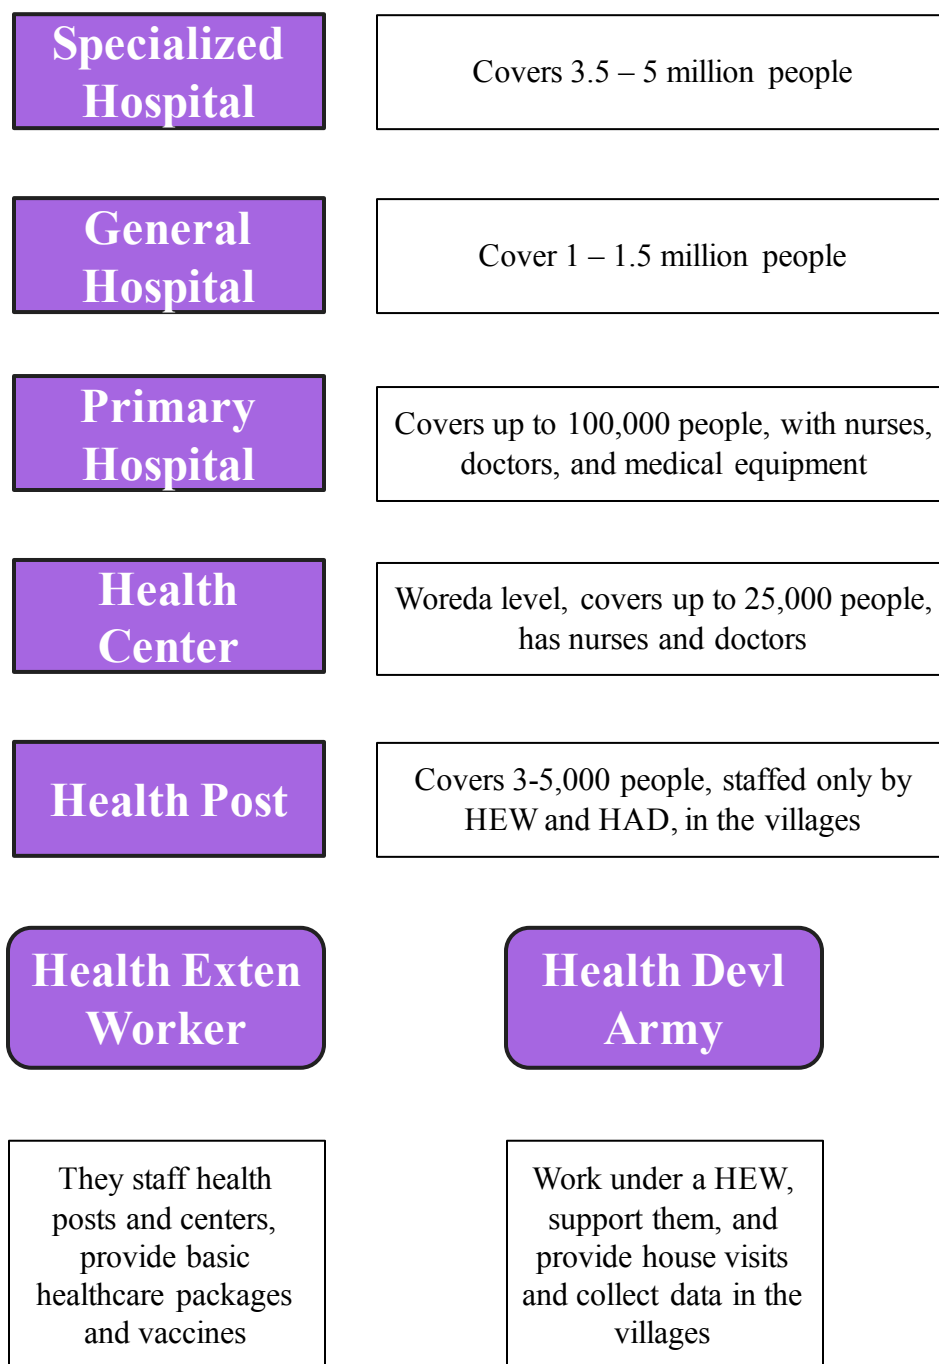 Specialized
Hospital
Covers 3.5 – 5 million people
General
Hospital
Cover 1 – 1.5 million people
Primary
Hospital
Covers up to 100,000 people, with nurses,
doctors, and medical equipment
Health
Center
Woreda level, covers up to 25,000 people,
has nurses and doctors
Health Post
Covers 3-5,000 people, staffed only by
HEW and HAD, in the villages
Health Exten
Worker
Health Devl
Army
They staff health
posts and centers,
provide basic
healthcare packages
and vaccines
Work under a HEW,
support them, and
provide house visits
and collect data in the
villages